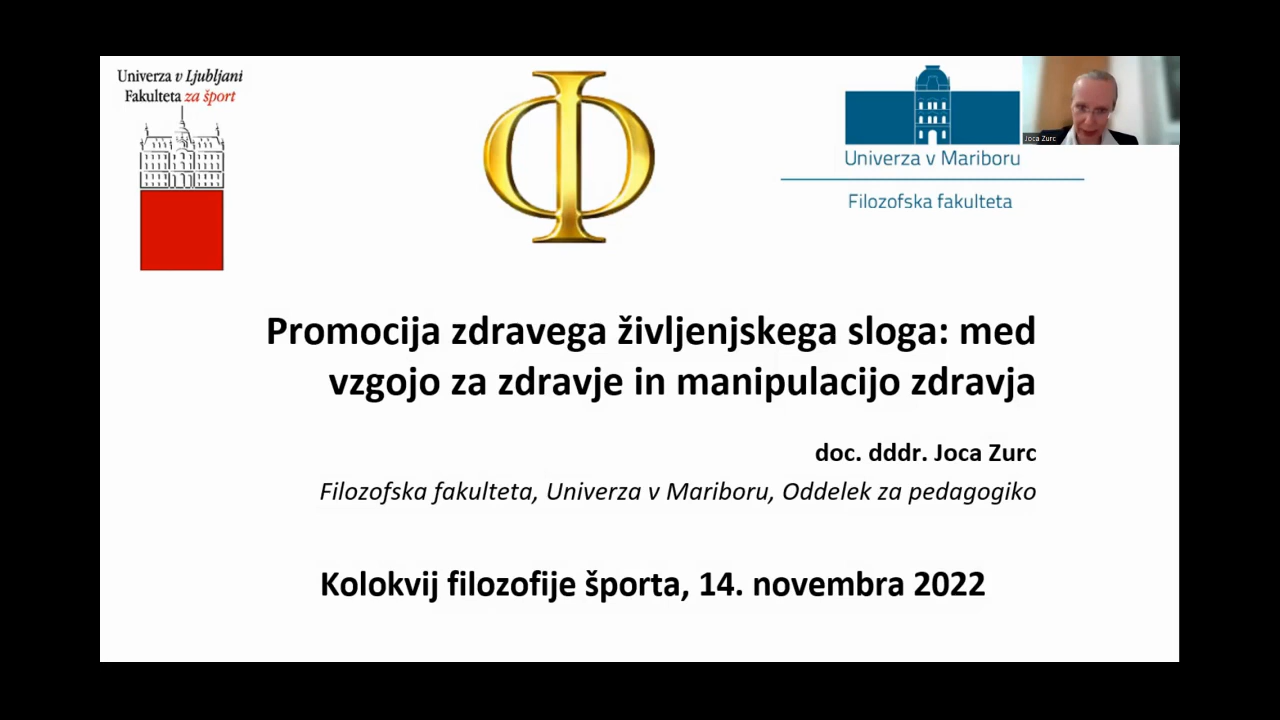 Univerza v Ljubljani
Fakulteta za šport
Φ
Joca Zurc
Univerza v Mariboru
Filozofska fakulteta
Promocija zdravega življenjskega sloga: med
vzgojo za zdravje in manipulacijo zdravja
doc. dddr. Joca Zurc
Filozofska fakulteta, Univerza v Mariboru, Oddelek za pedagogiko
Kolokvij filozofije športa, 14. novembra 2022